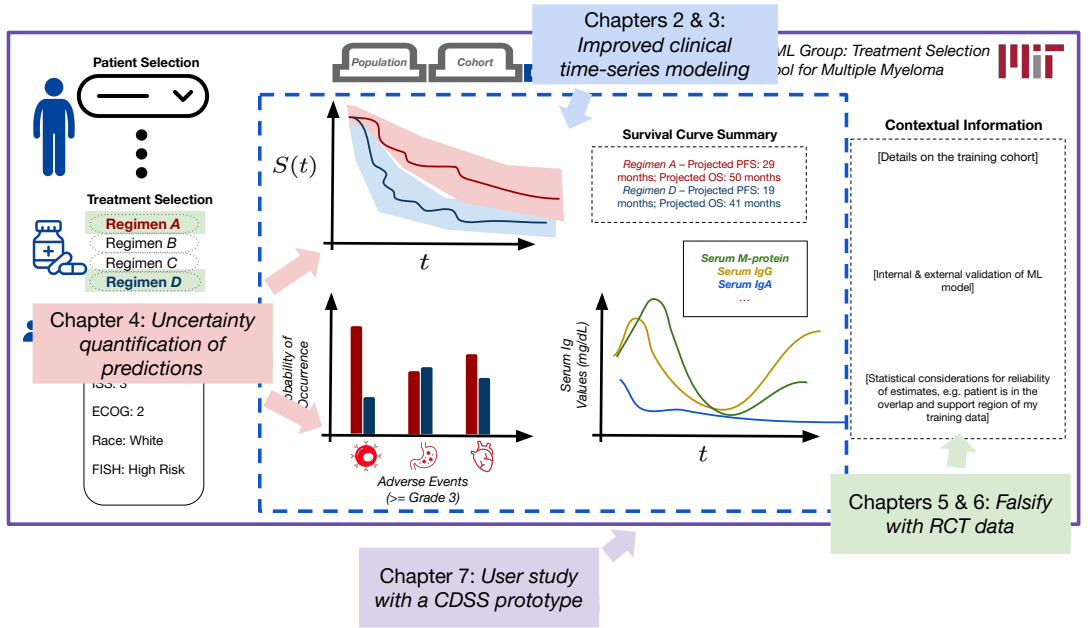 Chapters 2 & 3:
Improved clinical
time-series modeling
Population
Cohort
ML Group: Treatment Selection
ool for Multiple Myeloma
MIT
Patient Selection
Treatment Selection
Regimen A
Regimen B
Regimen C
Regimen D
Chapter 4: Uncertainty
quantification of
predictions
ISS: 3
ECOG: 2
Race: White
FISH: High Risk
S(t)
t
Survival Curve Summary
Regimen A – Projected PFS: 29
months; Projected OS: 50 months
Regimen D – Projected PFS: 19
months; Projected OS: 41 months
obability of
Occurrence
Adverse Events
(>= Grade 3)
Serum M-protein
Serum IgG
Serum IgA
...
Serum Ig
Values (mg/dL)
t
Contextual Information
[Details on the training cohort]
[Internal & external validation of ML
model]
[Statistical considerations for reliability
of estimates, e.g. patient is in the
overlap and support region of my
training data]
Chapters 5 & 6: Falsify
with RCT data
Chapter 7: User study
with a CDSS prototype